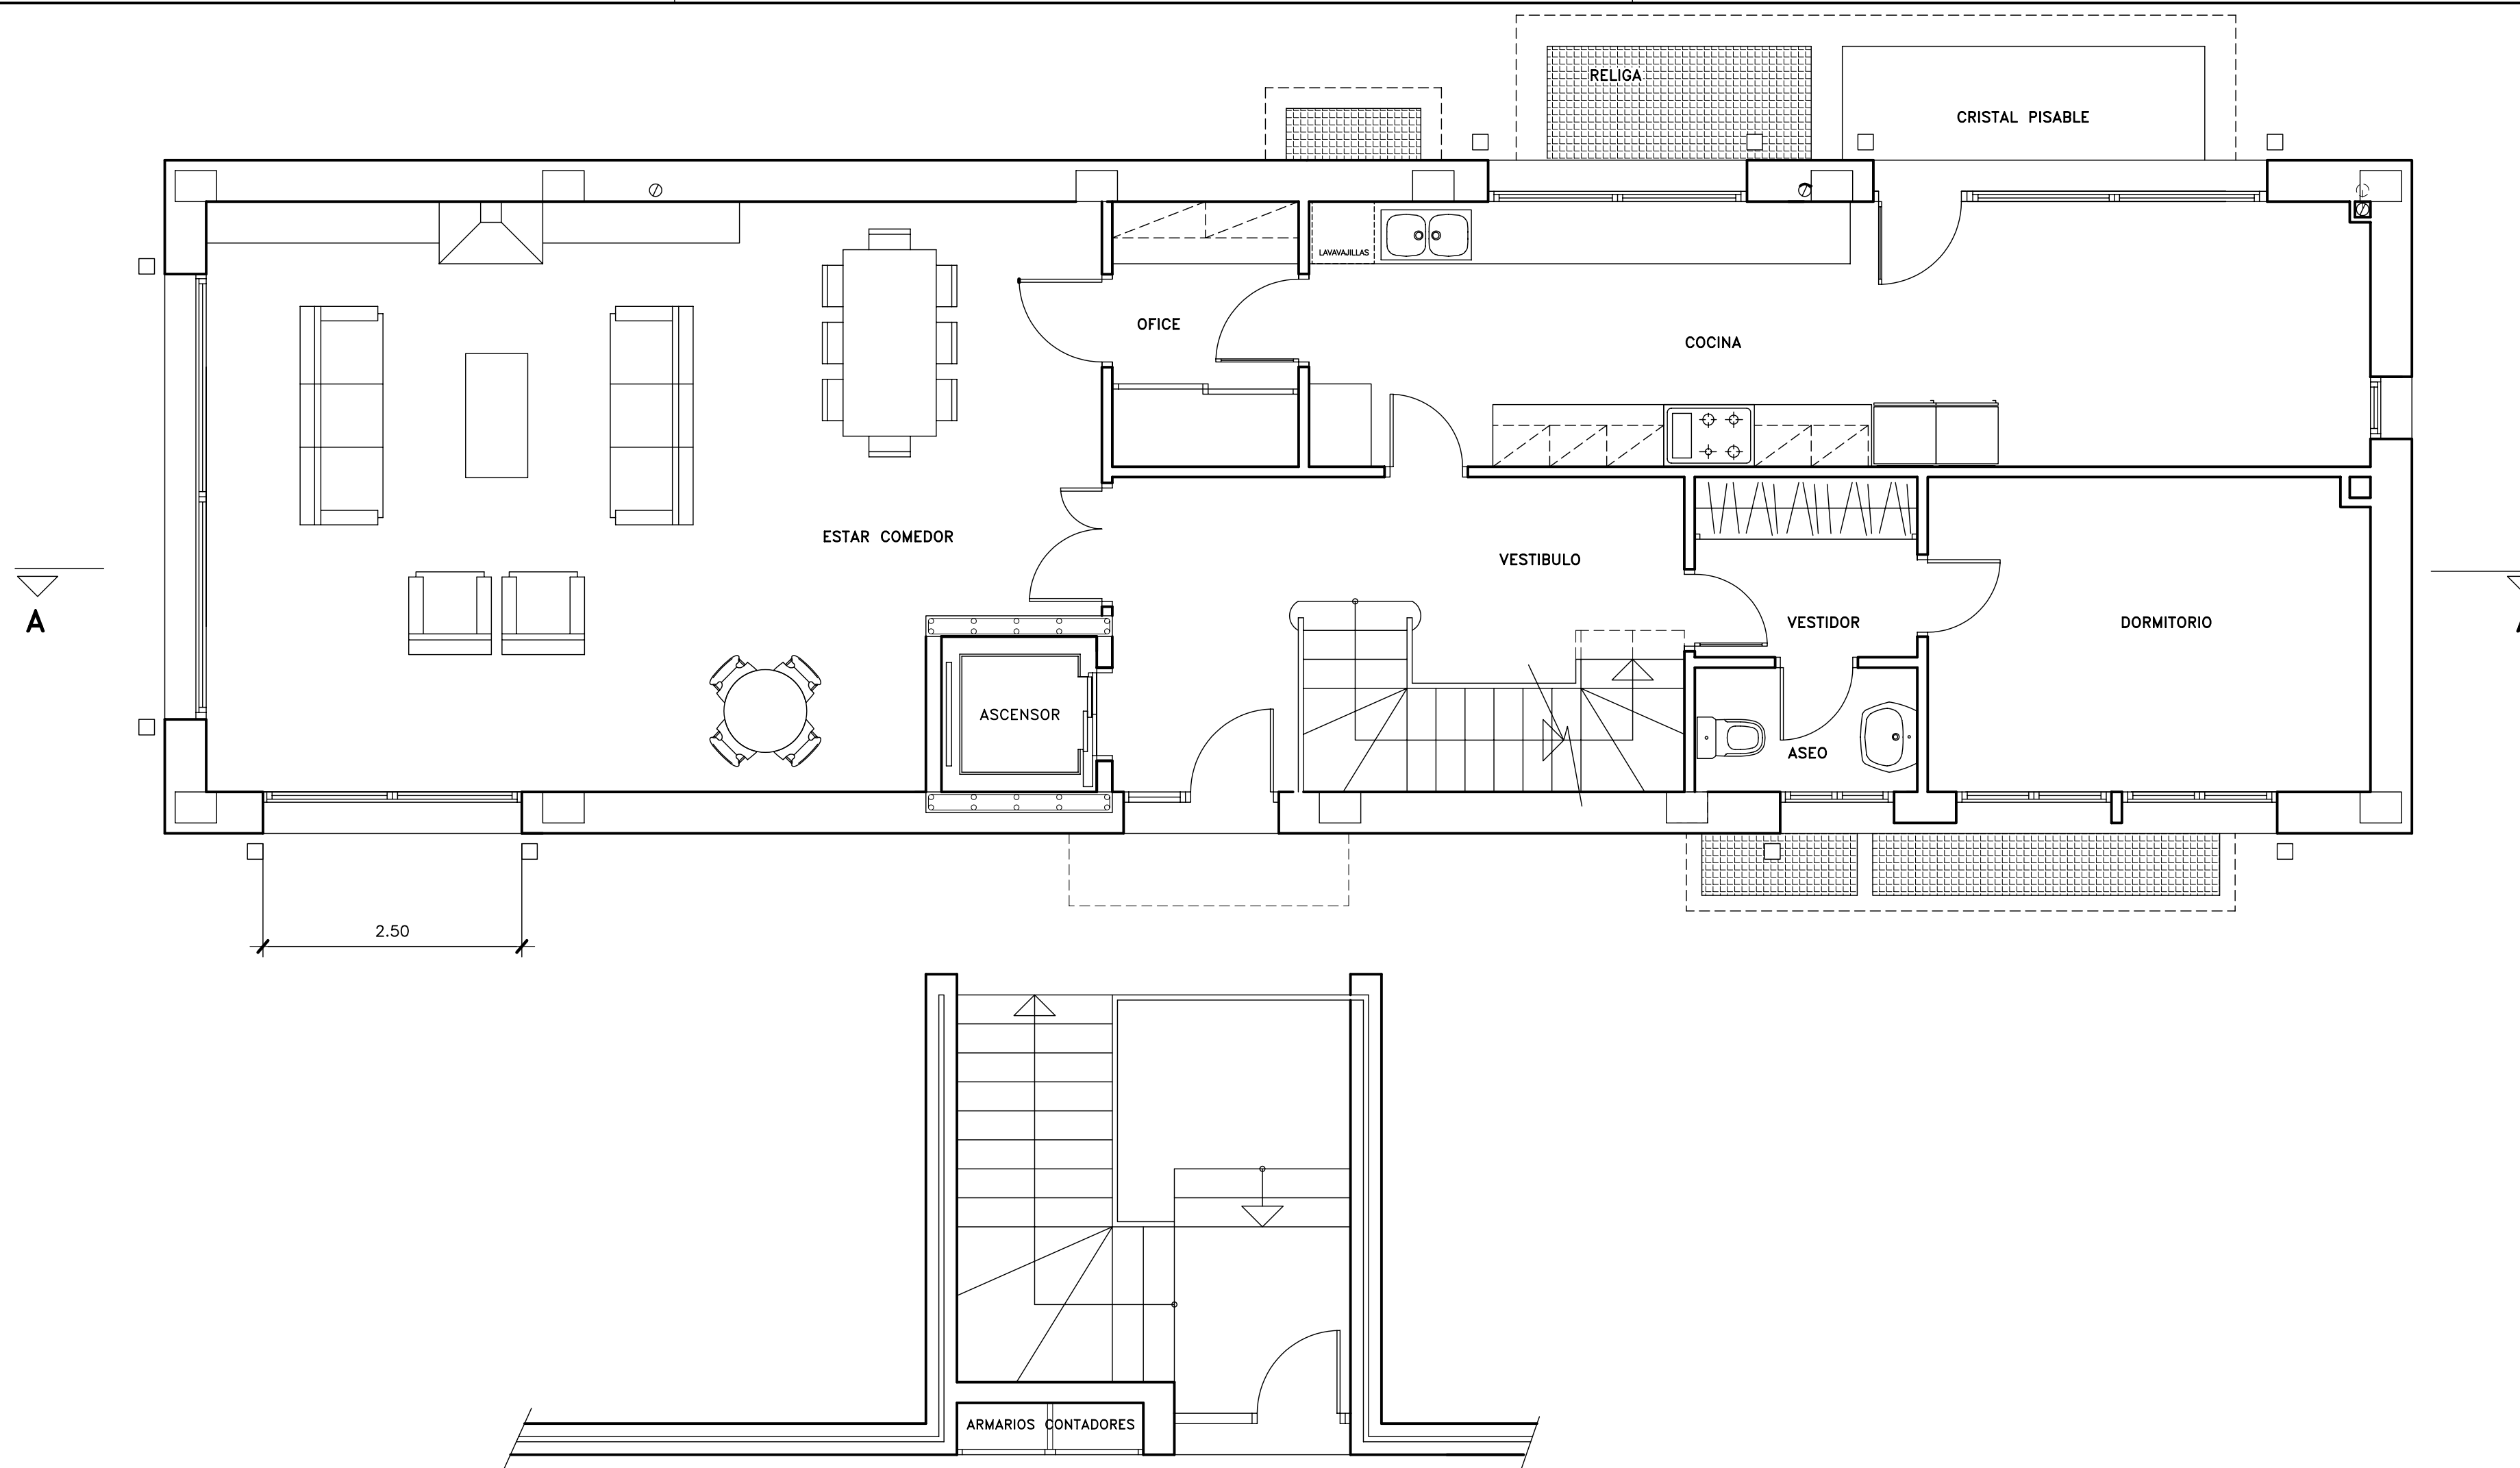 RELIGA
CRISTAL PISABLE
LAVAVAJILLAS
OFICE
COCINA
ESTAR COMEDOR
VESTIBULO
A
VESTIDOR
DORMITORIO
ASCENSOR
ASEO
2.50
ARMARIOS CONTADORES